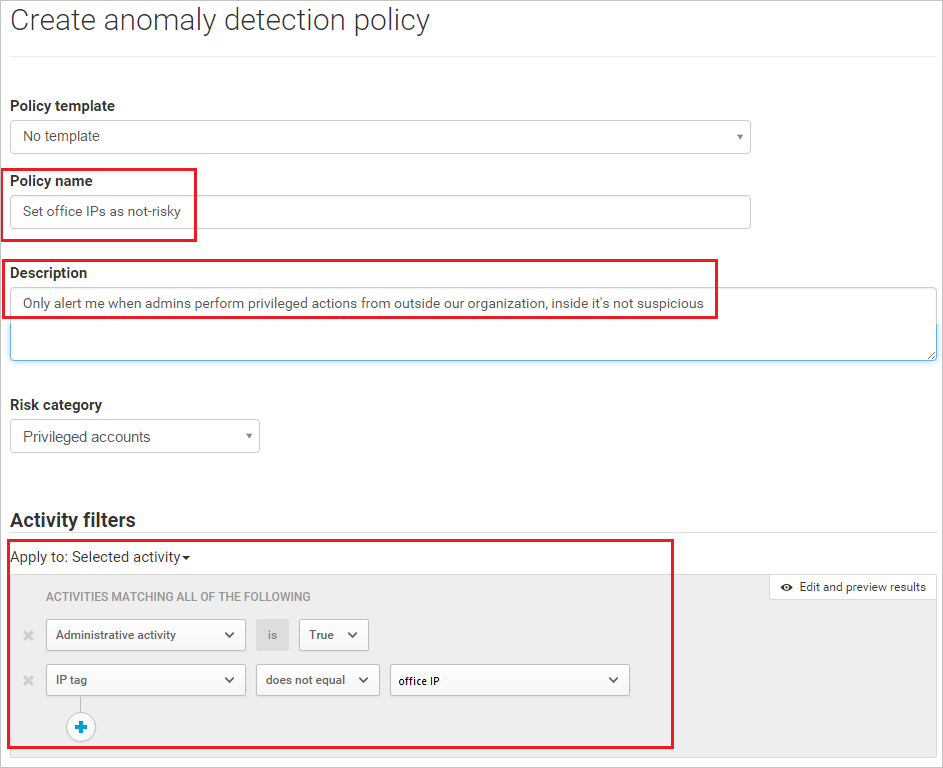 Create anomaly detection policy
Policy template
No template
Policy name
Set office IPs as not-risky
Description
Only alert me when admins perform privileged actions from outside our organization, inside it's not suspicious
Risk category
Privileged accounts
Activity filters
Apply to: Selected activity
Edit and preview results
ACTIVITIES MATCHING ALL OF THE FOLLOWING
Administrative activity is True
IP tag does not equal office IP